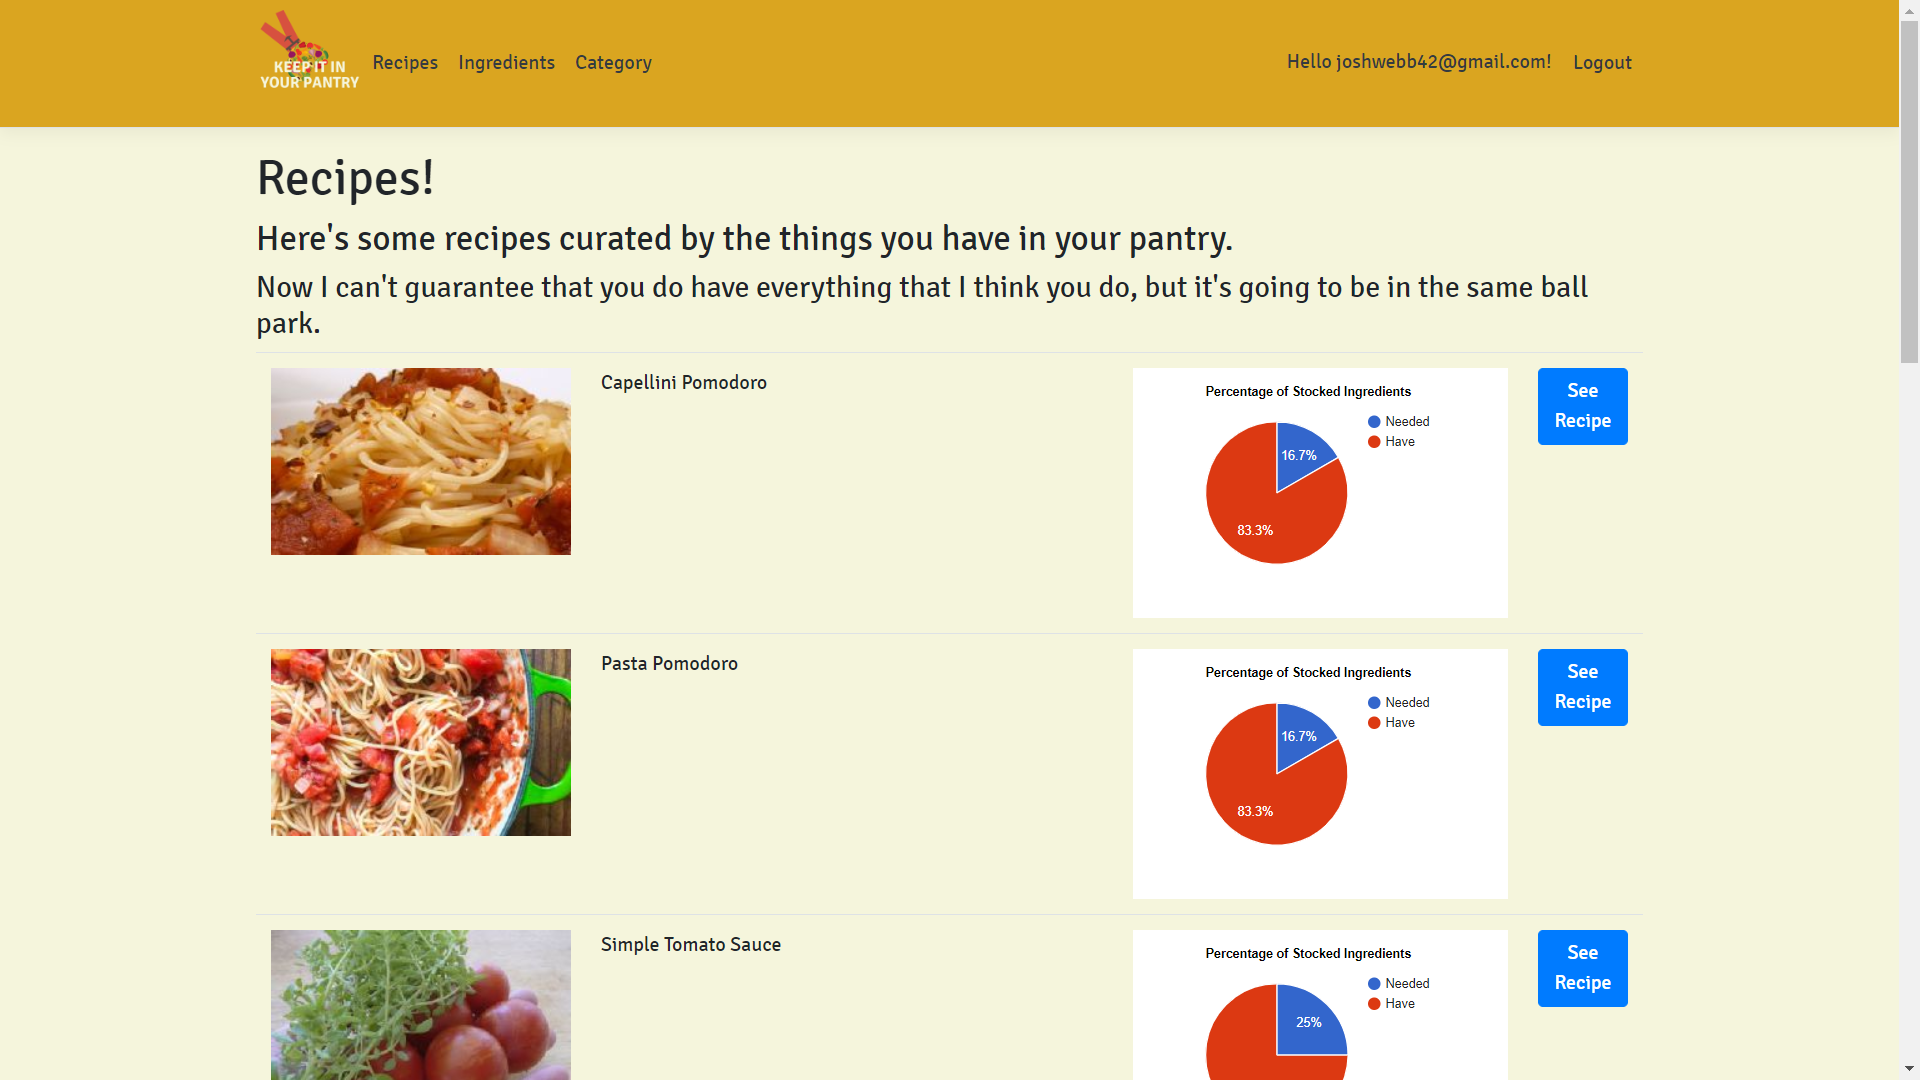 KEEP IT IN
YOUR PANTRY
Recipes
Ingredients
Category
Hello joshwebb42@gmail.com!
Logout
Recipes!
Here's some recipes curated by the things you have in your pantry.
Now I can't guarantee that you do have everything that I think you do, but it's going to be in the same ball
park.
Capellini Pomodoro
Percentage of Stocked Ingredients
Needed
Have
16.7%
83.3%
See
Recipe
Pasta Pomodoro
Percentage of Stocked Ingredients
Needed
Have
16.7%
83.3%
See
Recipe
Simple Tomato Sauce
Percentage of Stocked Ingredients
Needed
Have
25%
See
Recipe